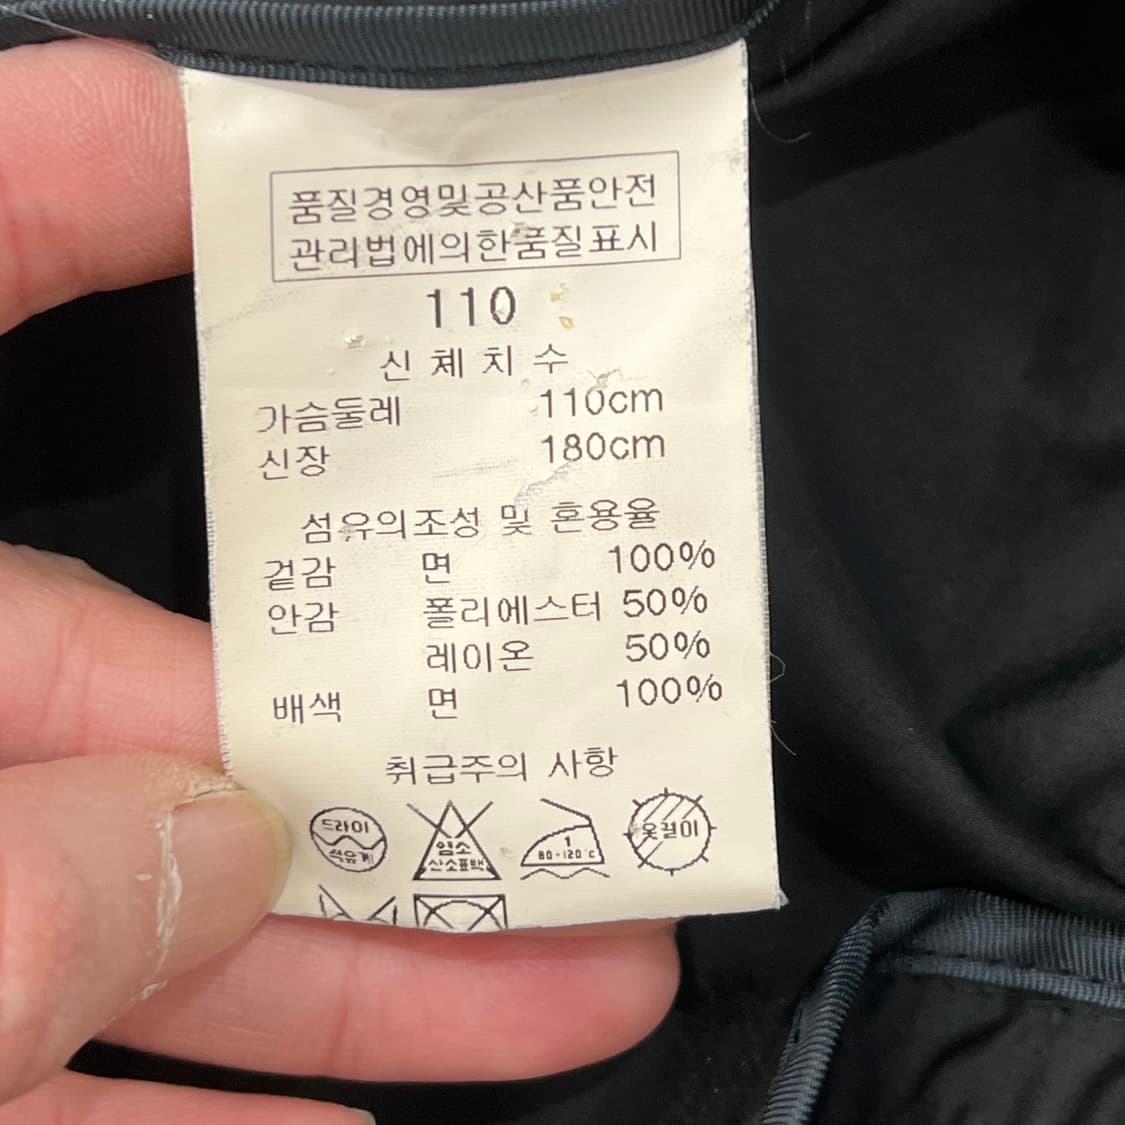 품질경영및공산품안전
관리법에의한품질표시
110
신체치수
가슴둘레 110cm
신장 180cm
섬유의조성 및 혼용율
겉감 면 100%
안감 폴리에스터 50%
레이온 50%
배색 면 100%
취급주의 사항
드라이
석유계
염소
산소표백
1
80-120°C
옷걸이